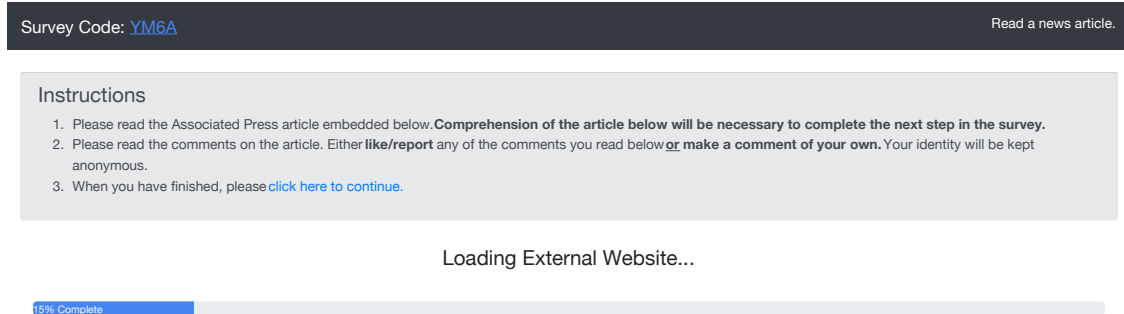 Survey Code: YM6A
Read a news article.
Instructions
1. Please read the Associated Press article embedded below.Comprehension of the article below will be necessary to complete the next step in the survey.
2. Please read the comments on the article. Either like/report any of the comments you read below or make a comment of your own. Your identity will be kept
anonymous.
3. When you have finished, please click here to continue.
Loading External Website...
15% Complete